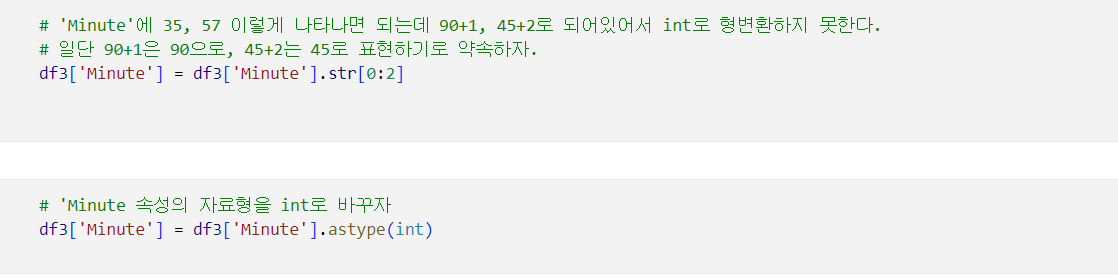 # 'Minute'에 35, 57 이렇게 나타나면 되는데 90+1, 45+2로 되어있어서 int로 형변환하지 못한다.
# 일단 90+1은 90으로, 45+2는 45로 표현하기로 약속하자.
df3['Minute'] = df3['Minute'].str[0:2]
# 'Minute 속성의 자료형을 int로 바꾸자
df3['Minute'] = df3['Minute'].astype(int)